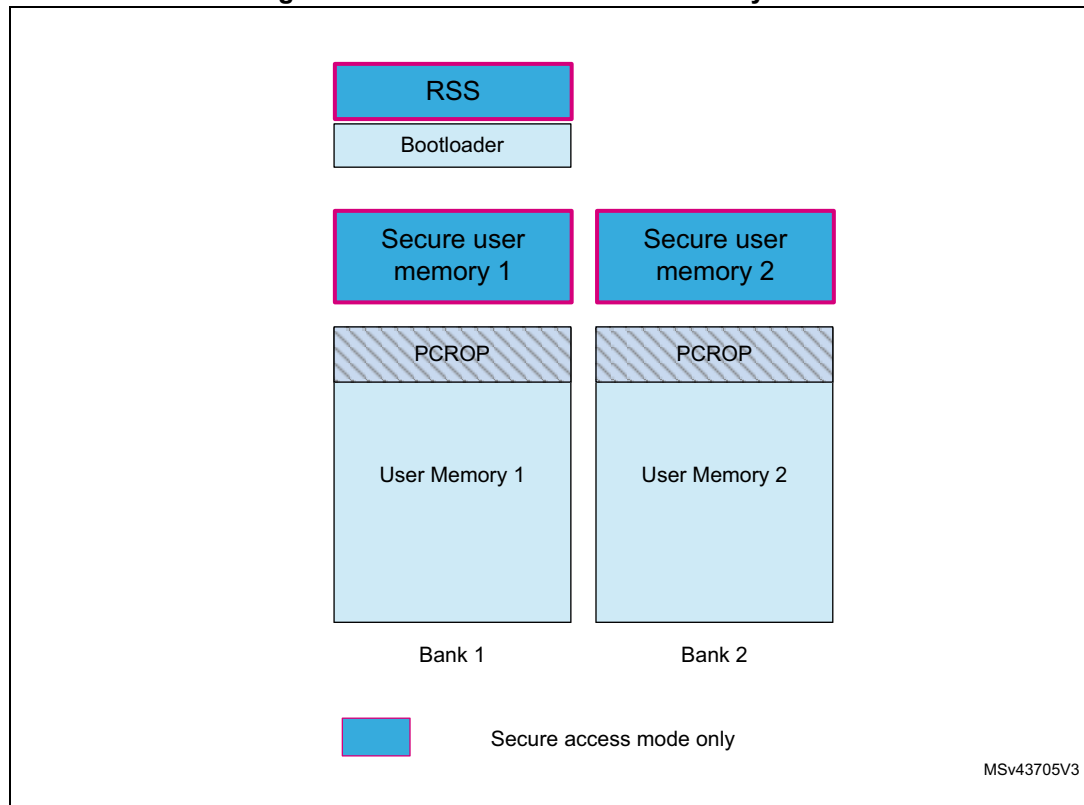 RSS
Bootloader
Secure user
memory 1
Secure user
memory 2
PCROP
PCROP
User Memory 1
User Memory 2
Bank 1
Bank 2
Secure access mode only
MSv43705V3